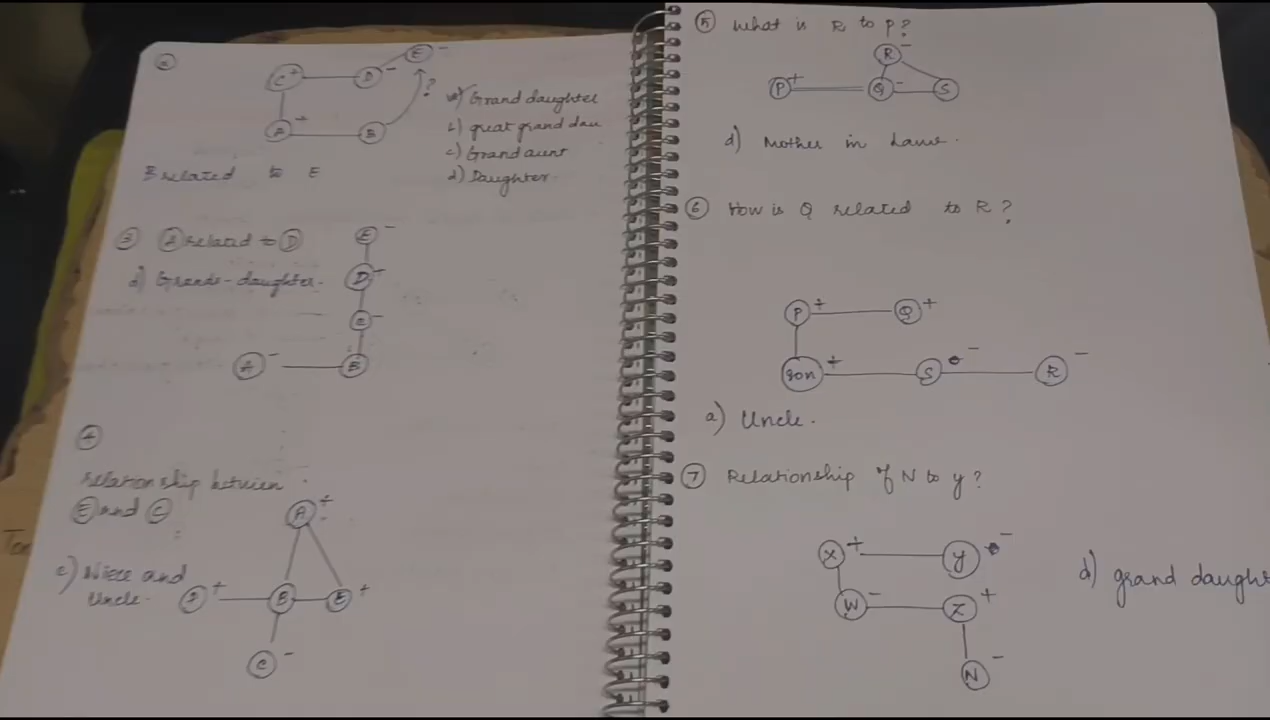 ②
E -
C + D -
?
A + B
a) Grand daughter
b) great grand dau
c) Grand aunt
d) Daughter.
B related to E
③ Ⓐ related to Ⓓ
d) Grand-daughter.
E -
D +
C -
A - B
④
relationship between
Ⓔ and Ⓒ
c) Niece and
Uncle.
A +
D + B E +
C -
⑤ What is R to P?
R -
P + Q - S
d) Mother in Law.
⑥ How is Q related to R?
P + Q +
son + S - R -
a) Uncle.
⑦ Relationship of N to y?
X + y -
W - Z +
N -
d) grand daugh